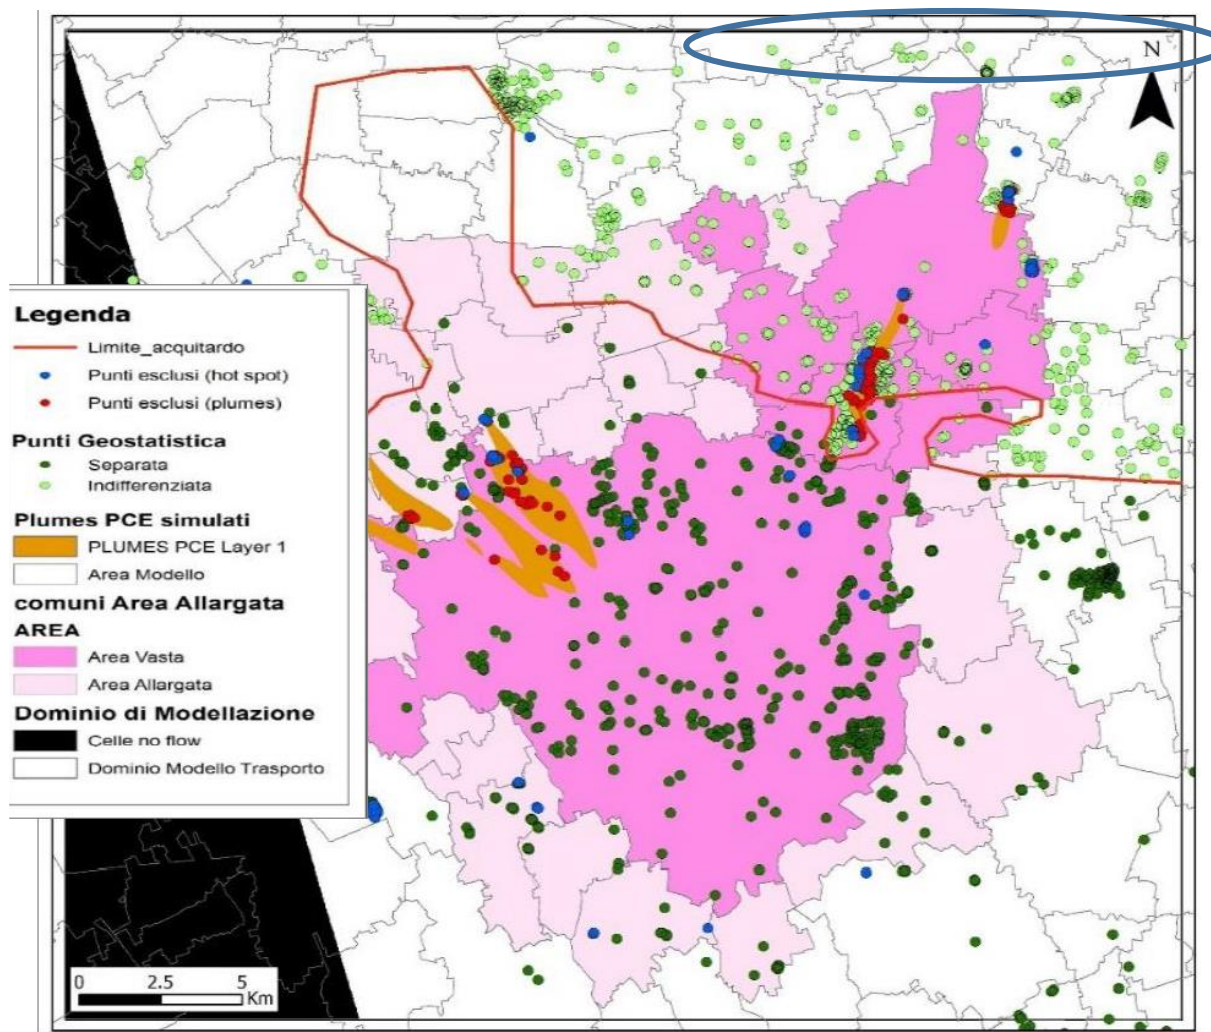 N
Legenda
Limite_acquitardo
Punti esclusi (hot spot)
Punti esclusi (plumes)
Punti Geostatistica
Separata
Indifferenziata
Plumes PCE simulati
PLUMES PCE Layer 1
Area Modello
comuni Area Allargata
AREA
Area Vasta
Area Allargata
Dominio di Modellazione
Celle no flow
Dominio Modello Trasporto
0 2.5 5
Km